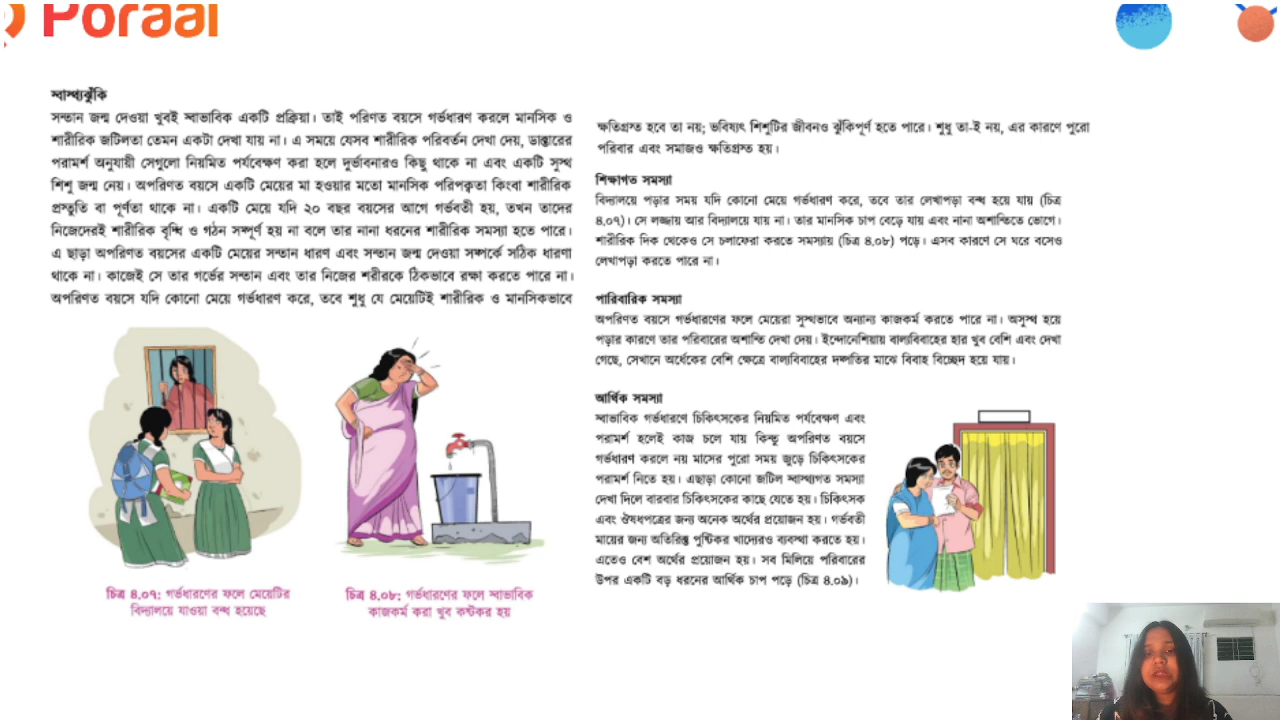 Poraai
স্বাস্থ্যঝুঁকি
সন্তান জন্ম দেওয়া খুবই স্বাভাবিক একটি প্রক্রিয়া। তাই পরিণত বয়সে গর্ভধারণ করলে মানসিক ও
শারীরিক জটিলতা তেমন একটা দেখা যায় না। এ সময়ে যেসব শারীরিক পরিবর্তন দেখা দেয়, ডাক্তারের
পরামর্শ অনুযায়ী সেগুলো নিয়মিত পর্যবেক্ষণ করা হলে দুর্ভাবনারও কিছু থাকে না এবং একটি সুস্থ
শিশু জন্ম নেয়। অপরিণত বয়সে একটি মেয়ের মা হওয়ার মতো মানসিক পরিপক্বতা কিংবা শারীরিক
প্রস্তুতি বা পূর্ণতা থাকে না। একটি মেয়ে যদি ২০ বছর বয়সের আগে গর্ভবতী হয়, তখন তাদের
নিজেদেরই শারীরিক বৃদ্ধি ও গঠন সম্পূর্ণ হয় না বলে তার নানা ধরনের শারীরিক সমস্যা হতে পারে।
এ ছাড়া অপরিণত বয়সের একটি মেয়ের সন্তান ধারণ এবং সন্তান জন্ম দেওয়া সম্পর্কে সঠিক ধারণা
থাকে না। কাজেই সে তার গর্ভের সন্তান এবং তার নিজের শরীরকে ঠিকভাবে রক্ষা করতে পারে না।
অপরিণত বয়সে যদি কোনো মেয়ে গর্ভধারণ করে, তবে শুধু যে মেয়েটিই শারীরিক ও মানসিকভাবে
চিত্র ৪.০৭: গর্ভধারণের ফলে মেয়েটির
বিদ্যালয়ে যাওয়া বন্ধ হয়েছে
চিত্র ৪.০৮: গর্ভধারণের ফলে স্বাভাবিক
কাজকর্ম করা খুব কষ্টকর হয়
ক্ষতিগ্রস্ত হবে তা নয়; ভবিষ্যৎ শিশুটির জীবনও ঝুঁকিপূর্ণ হতে পারে। শুধু তা-ই নয়, এর কারণে পুরো
পরিবার এবং সমাজও ক্ষতিগ্রস্ত হয়।
শিক্ষাগত সমস্যা
বিদ্যালয়ে পড়ার সময় যদি কোনো মেয়ে গর্ভধারণ করে, তবে তার লেখাপড়া বন্ধ হয়ে যায় (চিত্র
৪.০৭)। সে লজ্জায় আর বিদ্যালয়ে যায় না। তার মানসিক চাপ বেড়ে যায় এবং নানা অশান্তিতে ভোগে।
শারীরিক দিক থেকেও সে চলাফেরা করতে সমস্যায় (চিত্র ৪.০৮) পড়ে। এসব কারণে সে ঘরে বসেও
লেখাপড়া করতে পারে না।
পারিবারিক সমস্যা
অপরিণত বয়সে গর্ভধারণের ফলে মেয়েরা সুস্থভাবে অন্যান্য কাজকর্ম করতে পারে না। অসুস্থ হয়ে
পড়ার কারণে তার পরিবারের অশান্তি দেখা দেয়। ইন্দোনেশিয়ায় বাল্যবিবাহের হার খুব বেশি এবং দেখা
গেছে, সেখানে অর্ধেকের বেশি ক্ষেত্রে বাল্যবিবাহের দম্পতির মাঝে বিবাহ বিচ্ছেদ হয়ে যায়।
আর্থিক সমস্যা
স্বাভাবিক গর্ভধারণে চিকিৎসকের নিয়মিত পর্যবেক্ষণ এবং
পরামর্শ হলেই কাজ চলে যায় কিন্তু অপরিণত বয়সে
গর্ভধারণ করলে নয় মাসের পুরো সময় জুড়ে চিকিৎসকের
পরামর্শ নিতে হয়। এছাড়া কোনো জটিল স্বাস্থ্যগত সমস্যা
দেখা দিলে বারবার চিকিৎসকের কাছে যেতে হয়। চিকিৎসক
এবং ঔষধপত্রের জন্য অনেক অর্থের প্রয়োজন হয়। গর্ভবতী
মায়ের জন্য অতিরিক্ত পুষ্টিকর খাদ্যেরও ব্যবস্থা করতে হয়।
এতেও বেশ অর্থের প্রয়োজন হয়। সব মিলিয়ে পরিবারের
উপর একটি বড় ধরনের আর্থিক চাপ পড়ে (চিত্র ৪.০৯)।